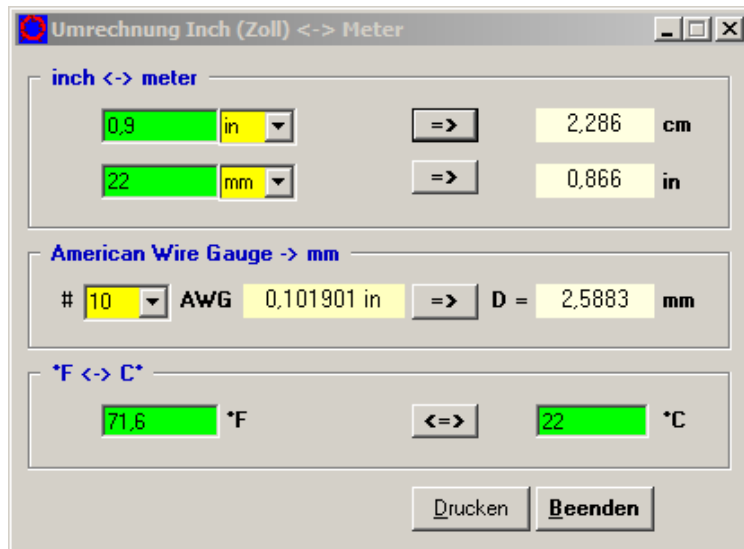 Umrechnung Inch (Zoll) <-> Meter
inch <-> meter
0,9 in => 2,286 cm
22 mm => 0,866 in
American Wire Gauge -> mm
# 10 AWG 0,101901 in => D = 2,5883 mm
°F <-> C°
71,6 °F <=> 22 °C
Drucken Beenden